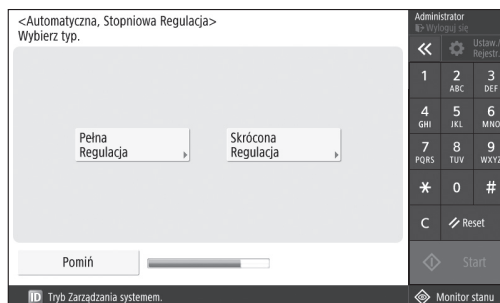 <Automatyczna, Stopniowa Regulacja>
Wybierz typ.
Pełna
Regulacja
Skrócona
Regulacja
Pomiń
ID Tryb Zarządzania systemem.
Administrator
Wyloguj się
Ustaw./
Rejestr.
1
2
ABC
3
DEF
4
GHI
5
JKL
6
MNO
7
PQRS
8
TUV
9
WXYZ
*
0
#
C
Reset
Start
Monitor stanu